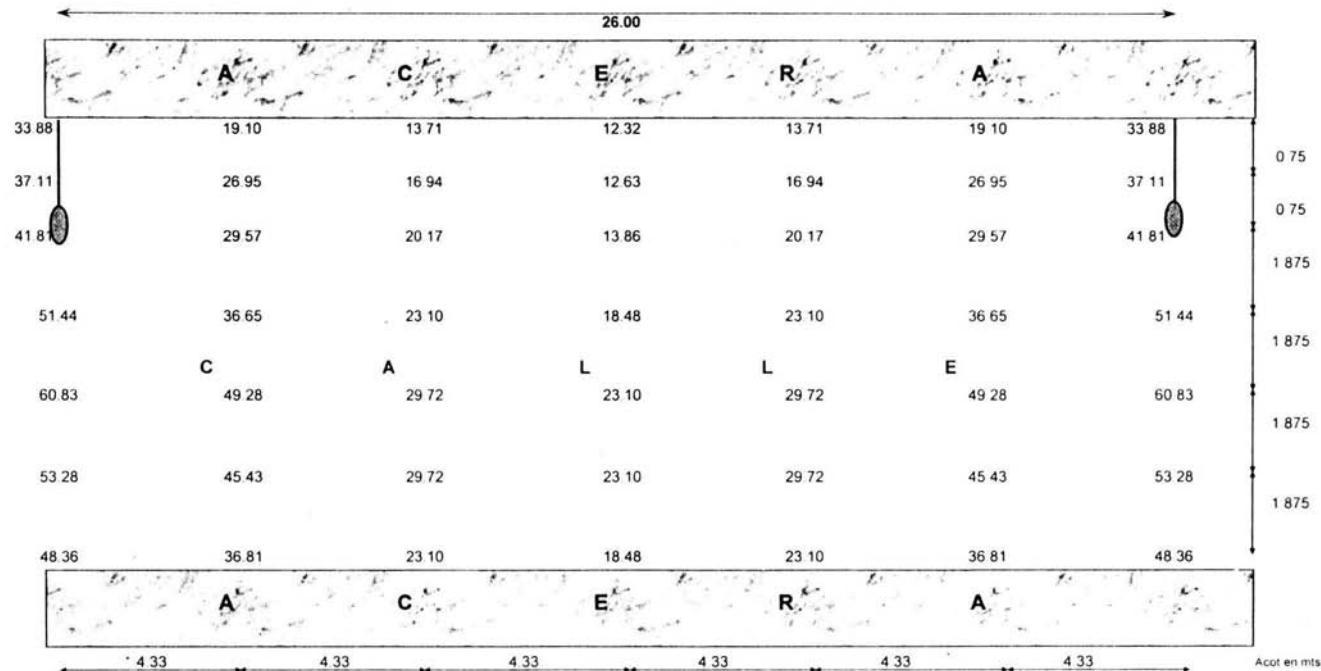 26.00
A C E R A
33 88 19.10 13.71 12.32 13.71 19 10 33 88
0 75
37.11 26.95 16 94 12.63 16 94 26 95 37 11
0 75
41 81 29.57 20.17 13.86 20 17 29 57 41 81
1 875
51.44 36 65 23 10 18.48 23 10 36 65 51 44
1 875
C A L L E
60 83 49 28 29 72 23.10 29 72 49 28 60 83
1 875
53 28 45 43 29.72 23 10 29 72 45 43 53 28
1 875
48 36 36.81 23.10 18 48 23.10 36 81 48 36
A C E R A
4 33 4 33 4 33 4 33 4 33 4 33 Acot en mts